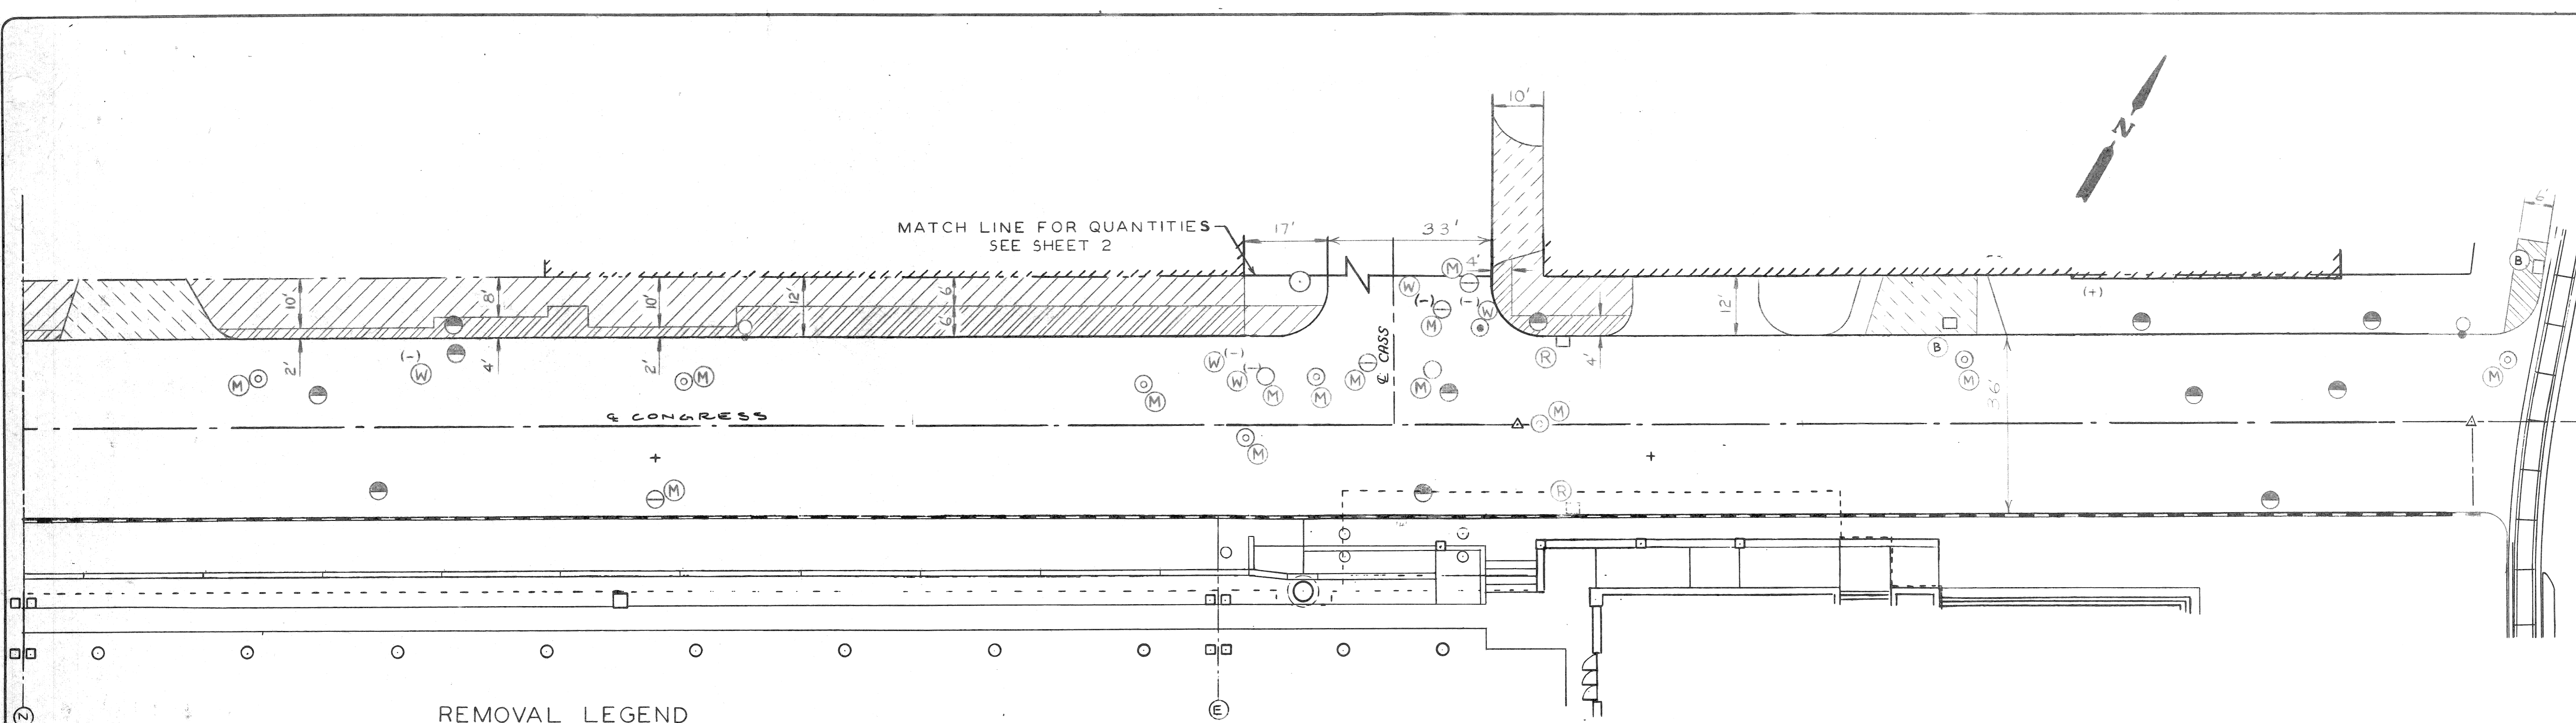 N
10'
6'
MATCH LINE FOR QUANTITIES
SEE SHEET 2
17'
33'
M
4'
W
B
10'
8'
10'
12'
6'
6'
(-)
(-)
W
M
12'
(+)
2'
4'
2'
4'
36'
(-)
W
M
M
W
(-)
W
(-)
M
M
M
M
M
R
B
M
M
℄ CASS
℄ CONGRESS
M
M
M
R
N
E
REMOVAL LEGEND